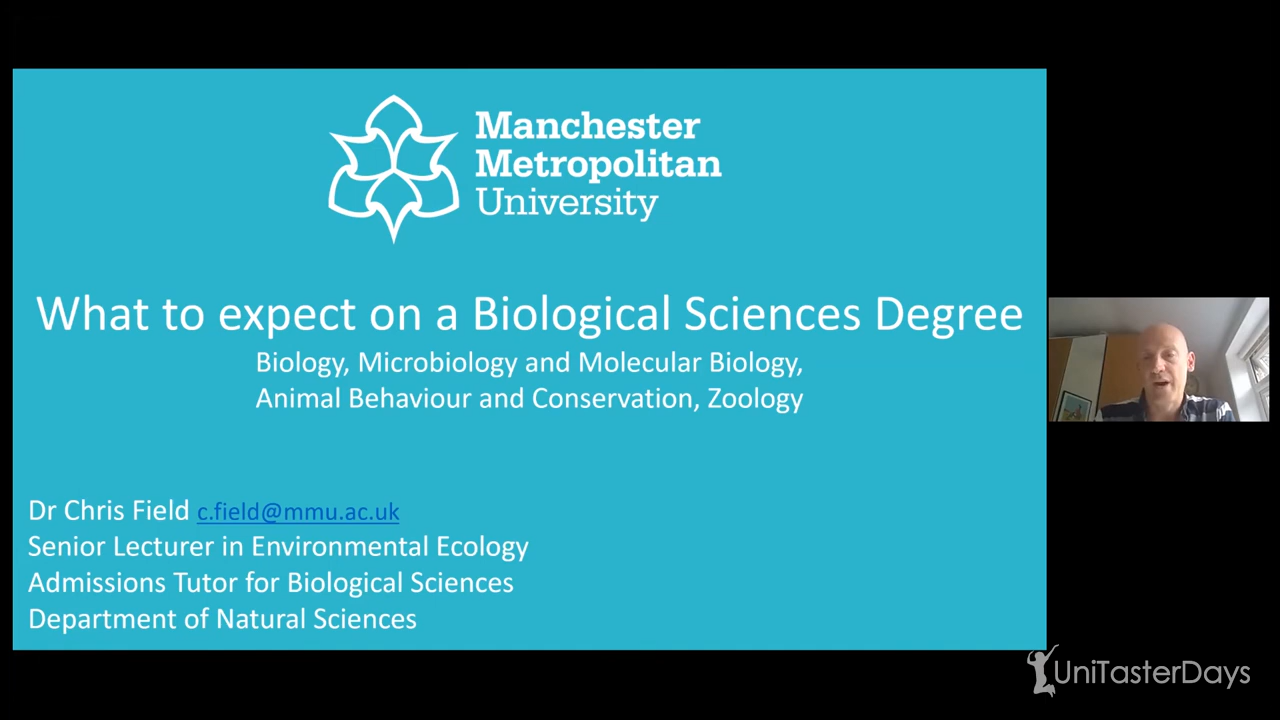 Manchester
Metropolitan
University
What to expect on a Biological Sciences Degree
Biology, Microbiology and Molecular Biology,
Animal Behaviour and Conservation, Zoology
Dr Chris Field c.field@mmu.ac.uk
Senior Lecturer in Environmental Ecology
Admissions Tutor for Biological Sciences
Department of Natural Sciences
UniTasterDays